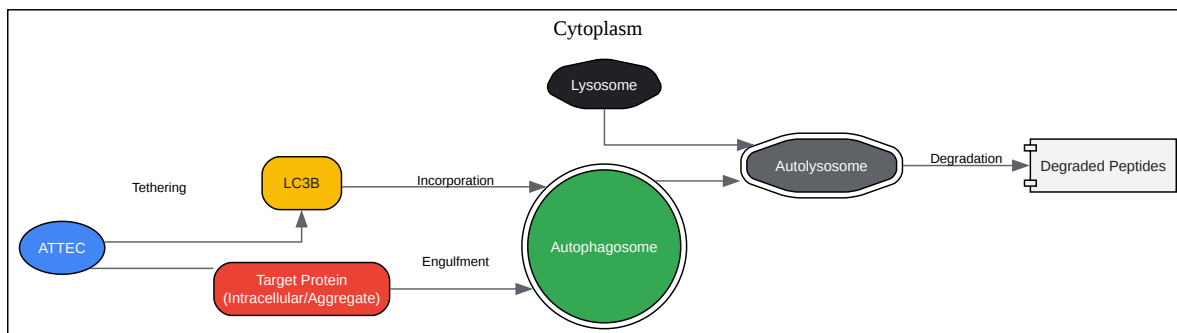 Cytoplasm
Lysosome
Autolysosome
Degradation
Degraded Peptides
Tethering
LC3B
Incorporation
ATTEC
Autophagosome
Engulfment
Target Protein
(Intracellular/Aggregate)